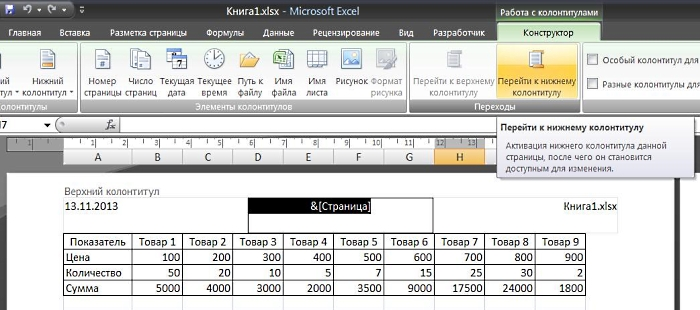 Книга1.xlsx - Microsoft Excel
Работа с колонтитулами
Главная Вставка Разметка страницы Формулы Данные Рецензирование Вид Разработчик Конструктор
Нижний колонтитул
Номер страницы
Число страниц
Текущая дата
Текущее время
Путь к файлу
Имя файла
Имя листа
Рисунок
Формат рисунка
Перейти к верхнему колонтитулу
Перейти к нижнему колонтитулу
Особый колонтитул для
Разные колонтитулы для
Элементы колонтитулов
Переходы
fx
Перейти к нижнему колонтитулу
Активация нижнего колонтитула данной
страницы, после чего он становится
доступным для изменения.
A B C D E F G H
Верхний колонтитул
13.11.2013 &[Страница] Книга1.xlsx
Показатель Товар 1 Товар 2 Товар 3 Товар 4 Товар 5 Товар 6 Товар 7 Товар 8 Товар 9
Цена 100 200 300 400 500 600 700 800 900
Количество 50 20 10 5 7 15 25 30 2
Сумма 5000 4000 3000 2000 3500 9000 17500 24000 1800